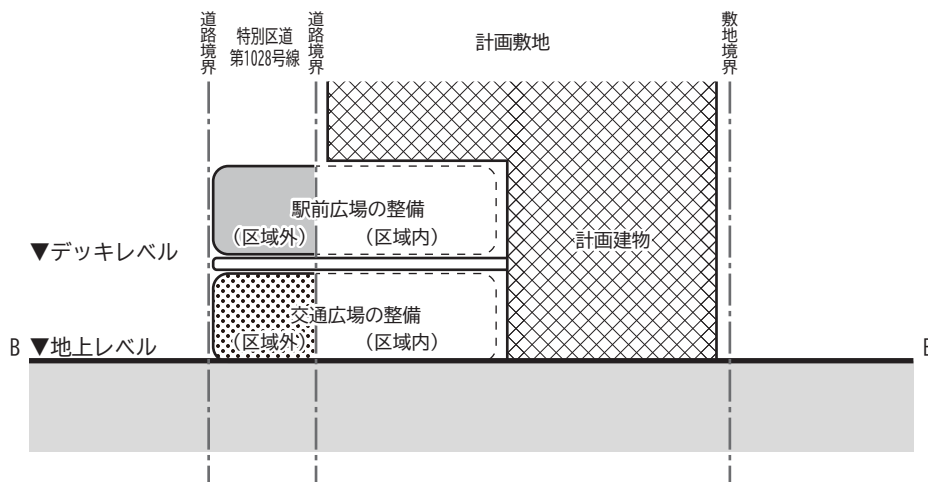 道路境界
特別区道
第1028号線
道路境界
計画敷地
敷地境界
駅前広場の整備
（区域外）
（区域内）
▼デッキレベル
計画建物
交通広場の整備
（区域外）
（区域内）
B
▼地上レベル